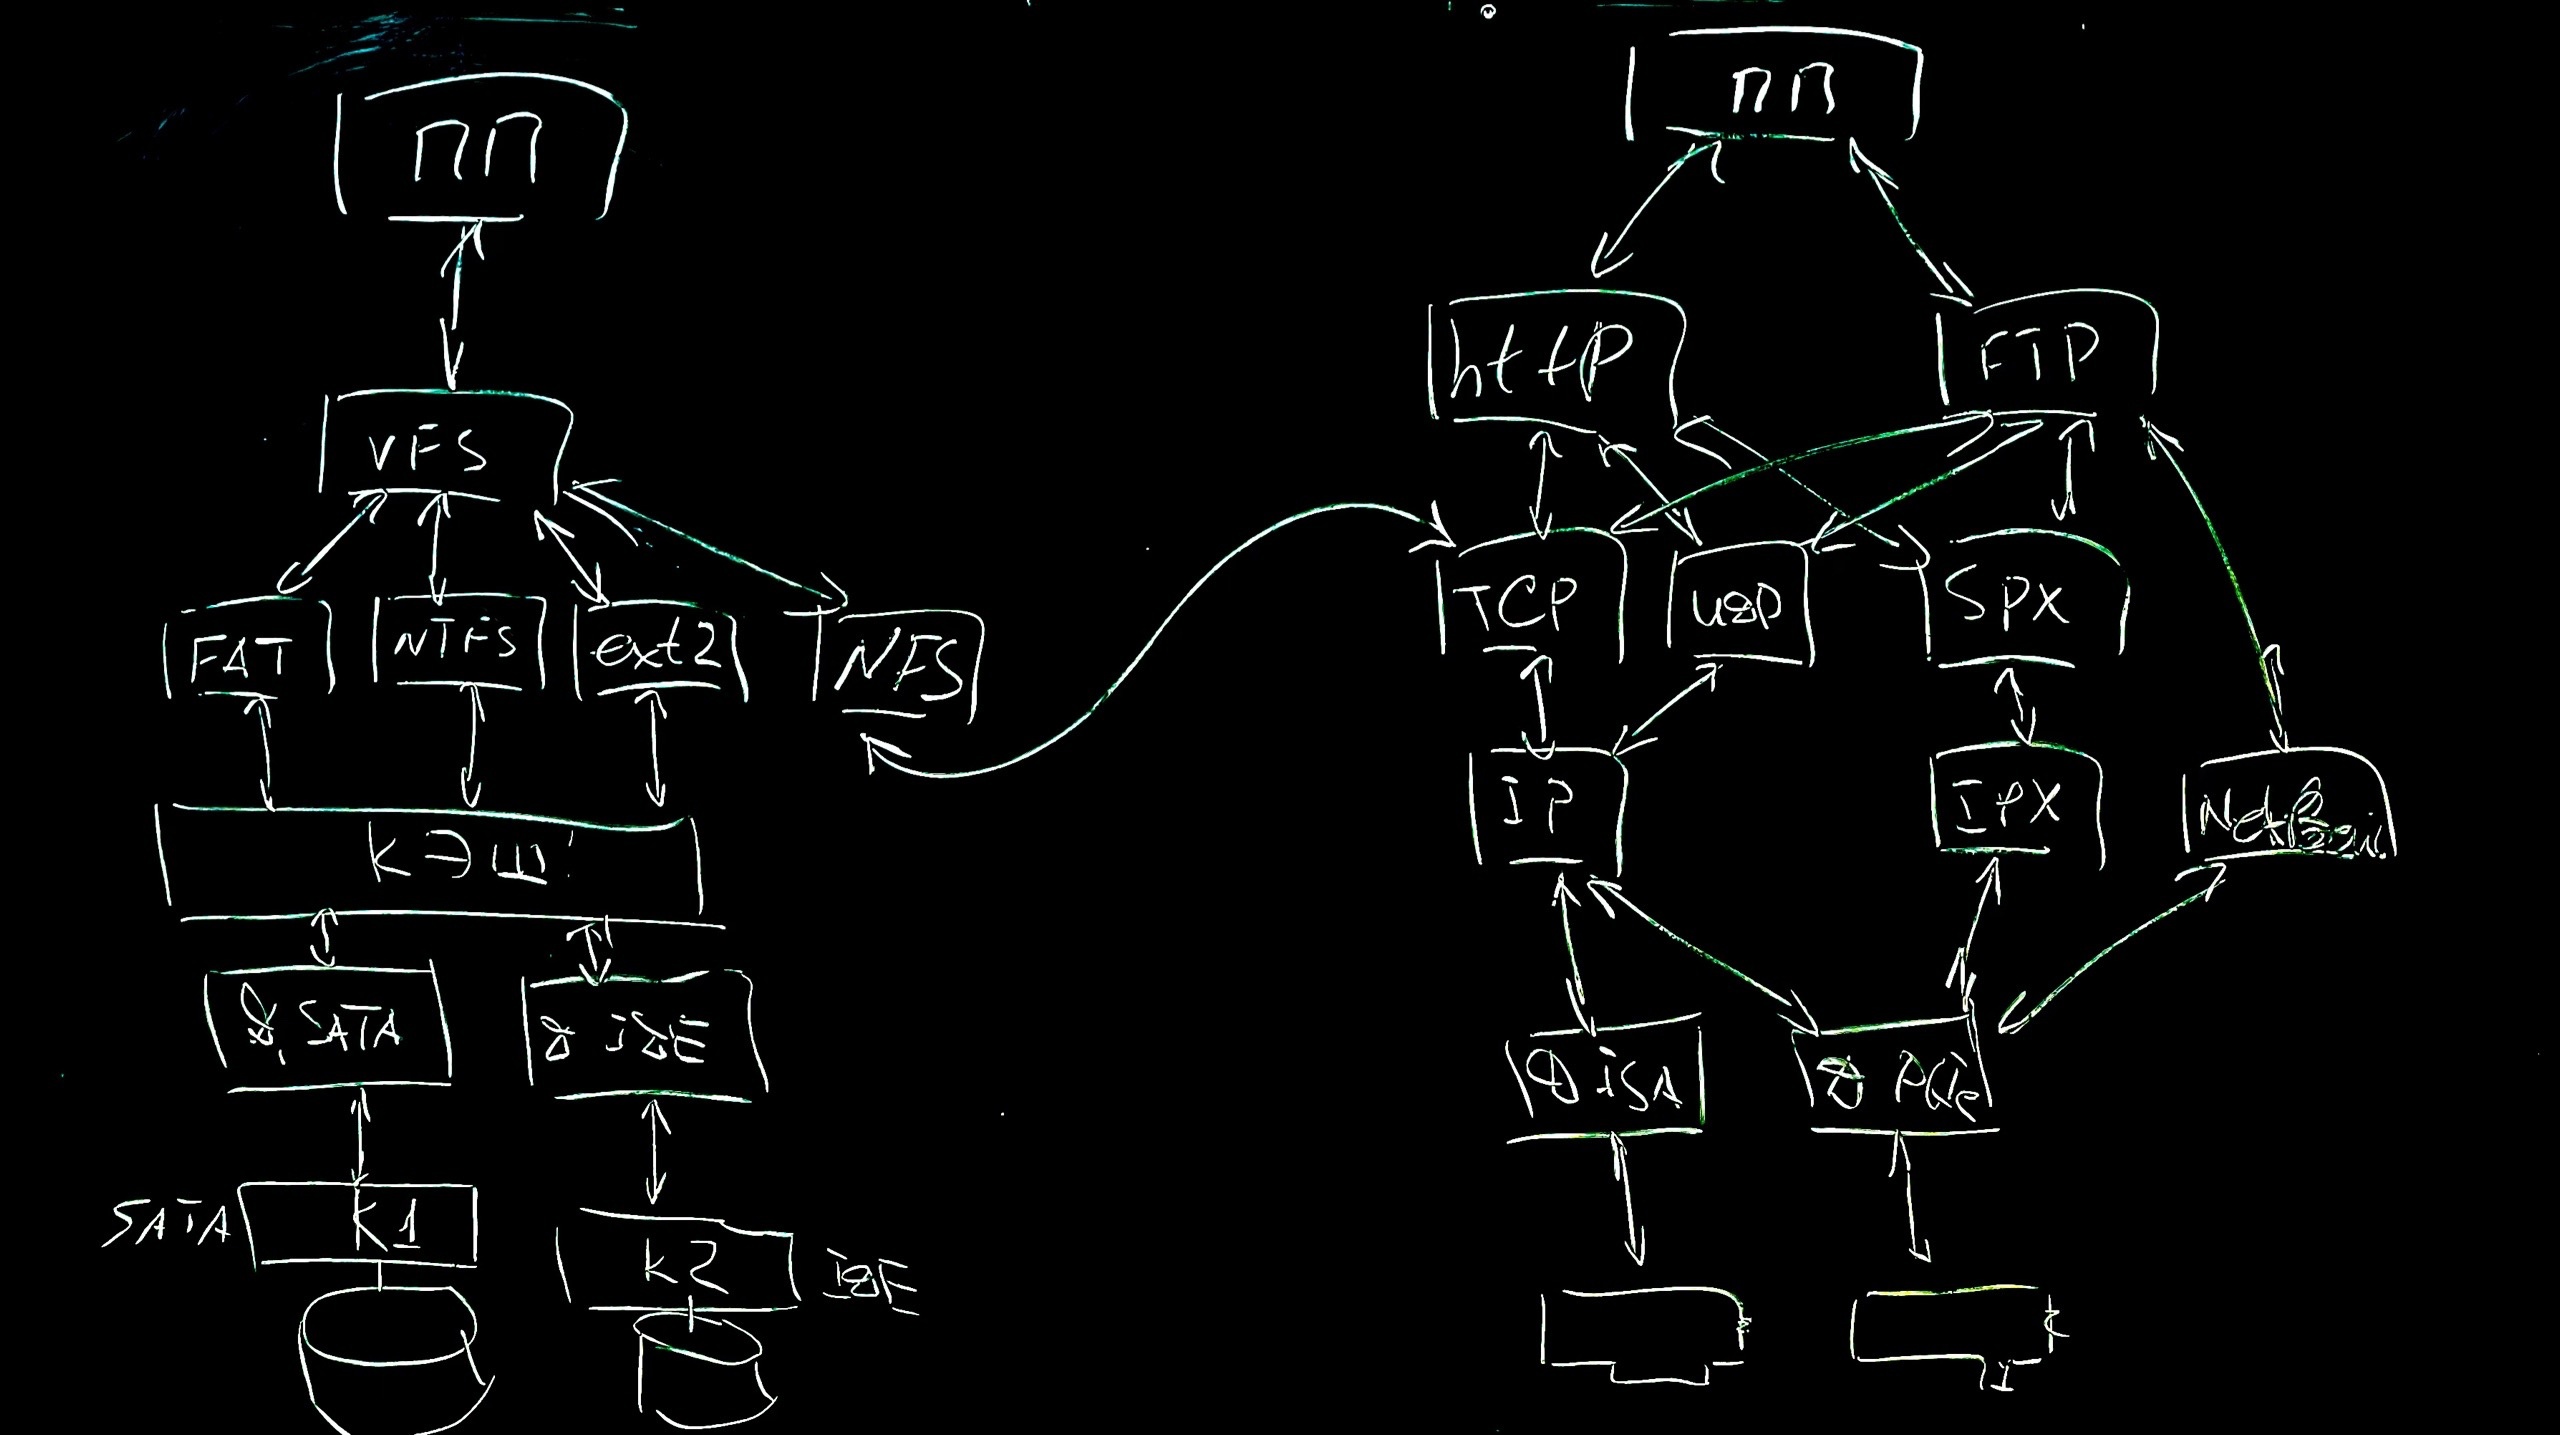 ПП
VFS
FAT
NTFS
ext2
NFS
КЭШ
д. SATA
д IDE
SATA
К1
К2
IDE
ПП
http
FTP
TCP
UDP
SPX
IP
IPX
д ISA
д PCIe